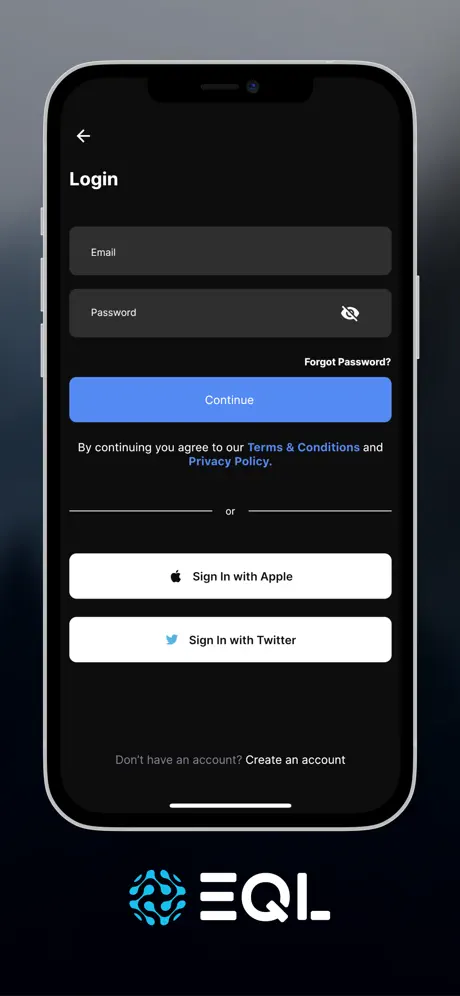 Login
Email
Password
Forgot Password?
Continue
By continuing you agree to our Terms & Conditions and
Privacy Policy.
or
Sign In with Apple
Sign In with Twitter
Don't have an account? Create an account
EQL